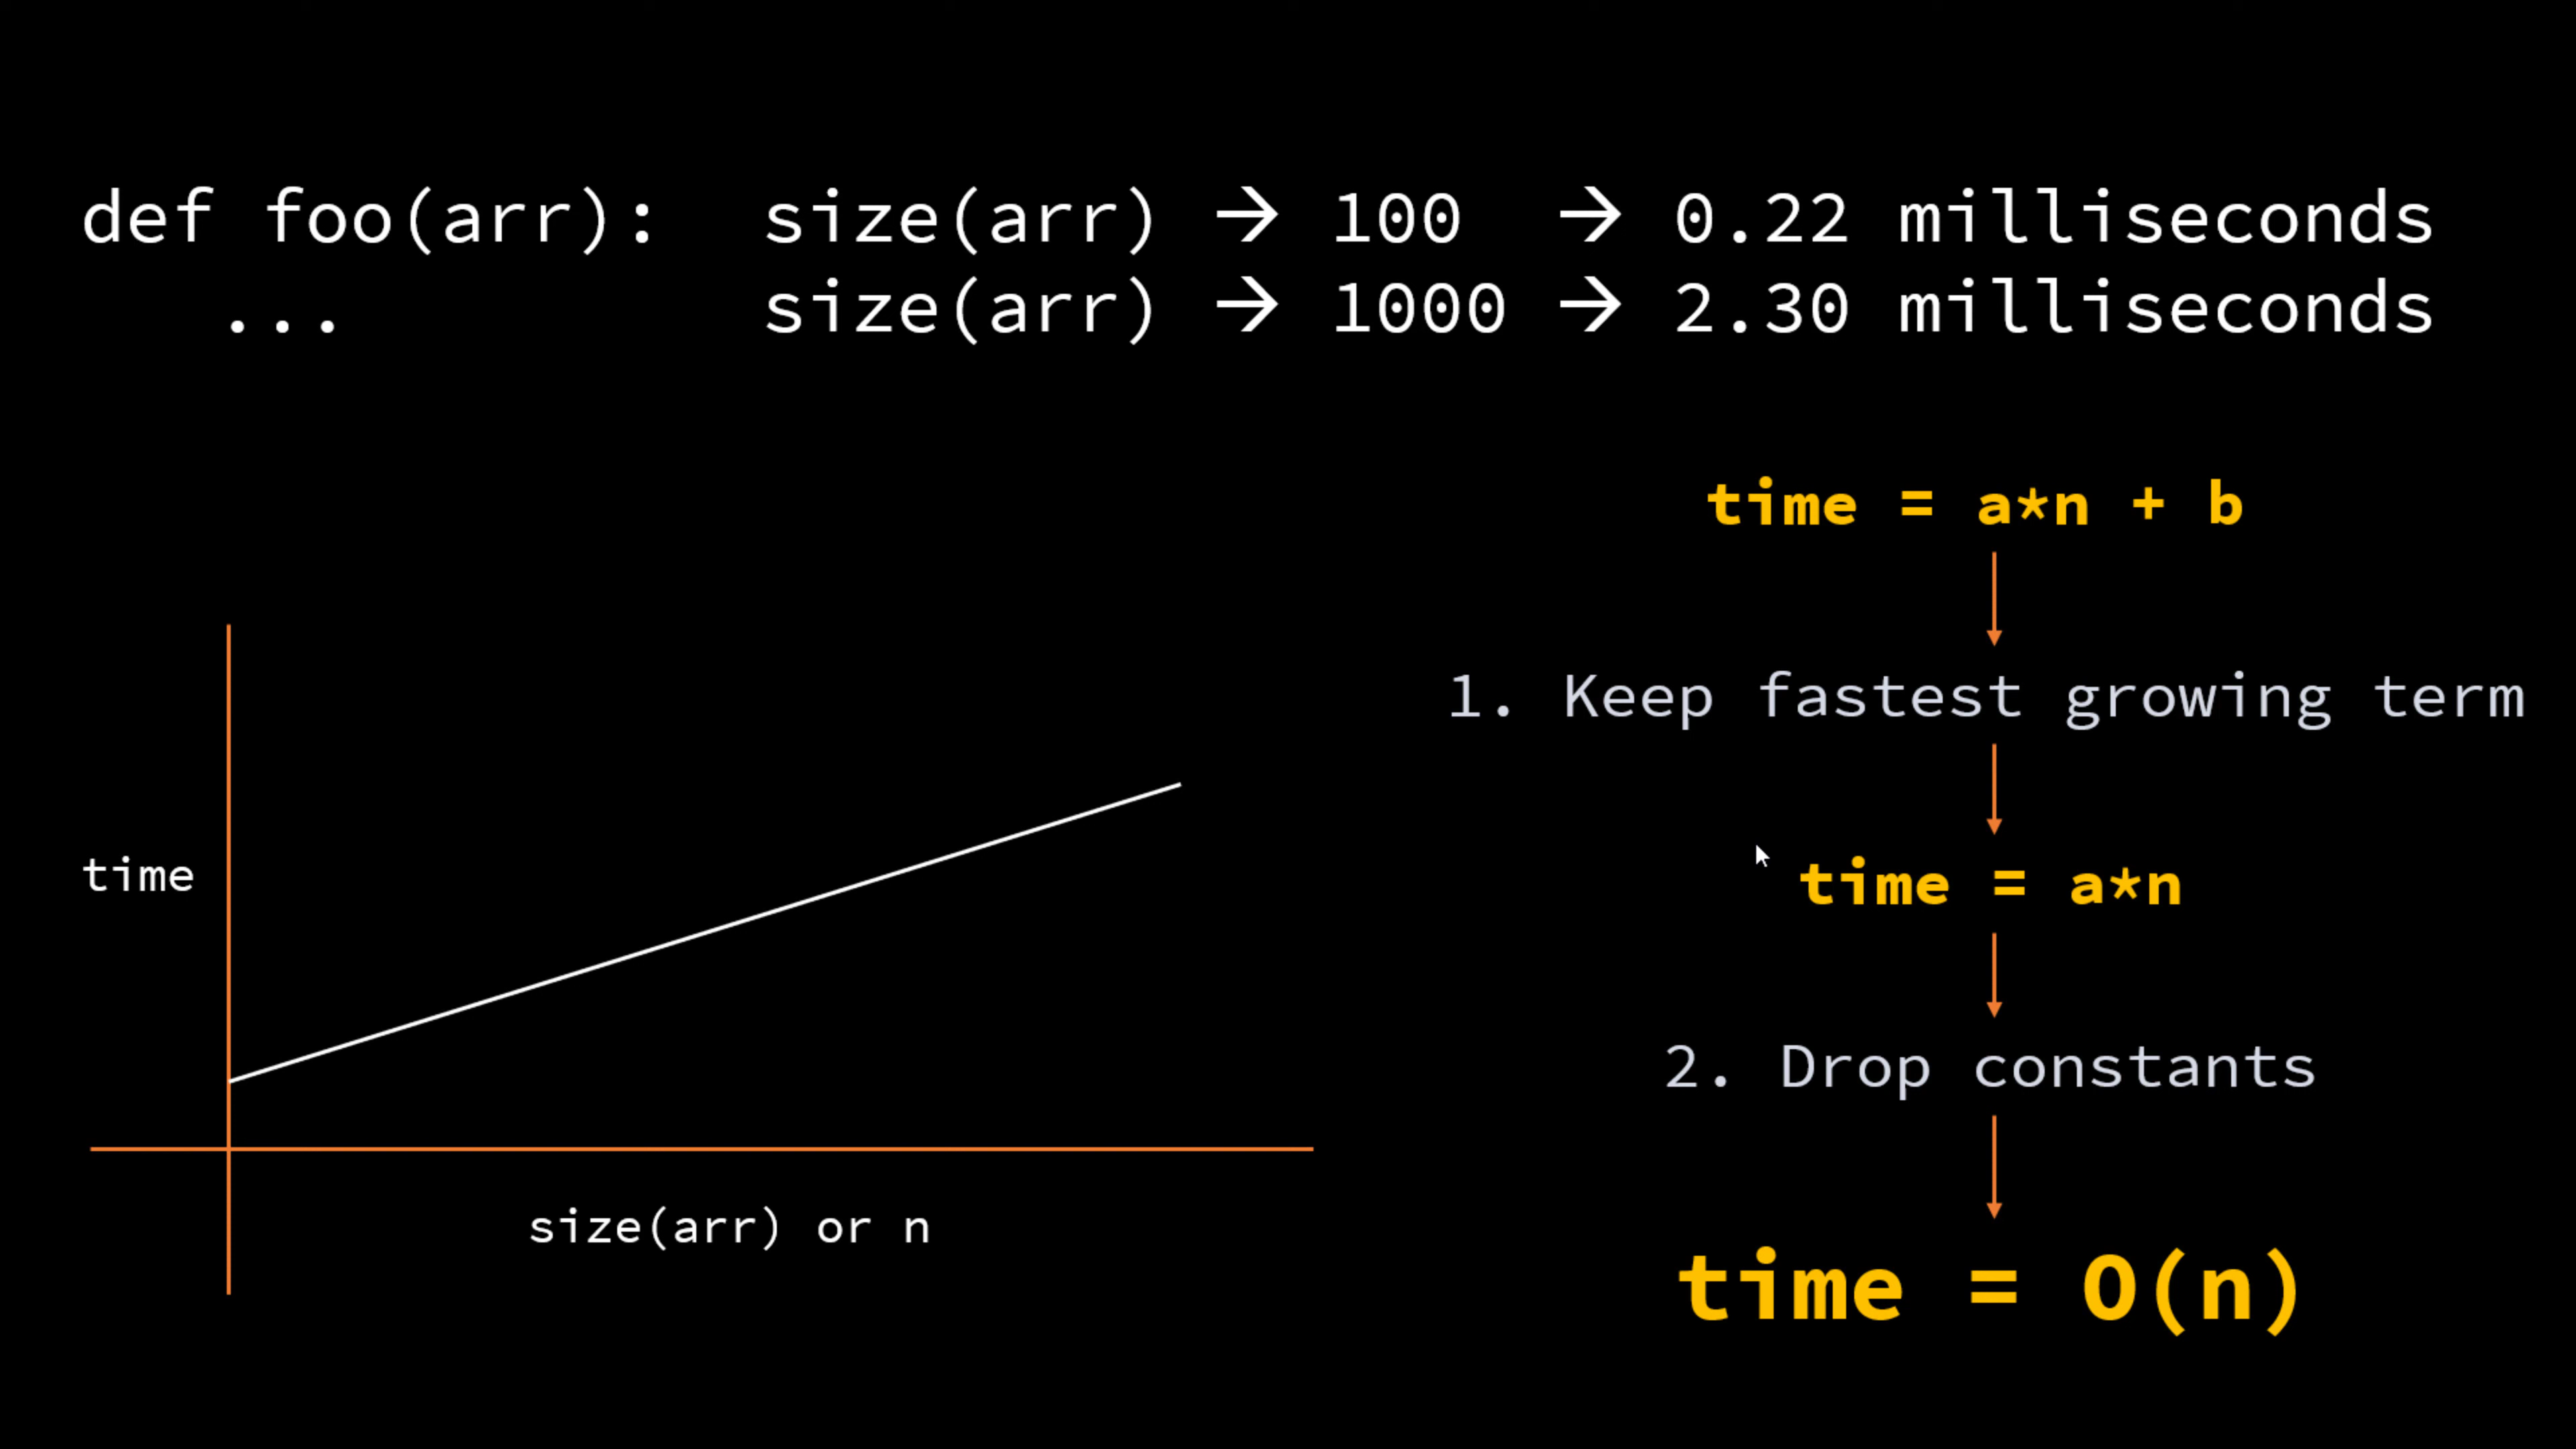 def foo(arr): size(arr) → 100 → 0.22 milliseconds
... size(arr) → 1000 → 2.30 milliseconds
time = a*n + b
1. Keep fastest growing term
time = a*n
2. Drop constants
time = O(n)
time
size(arr) or n